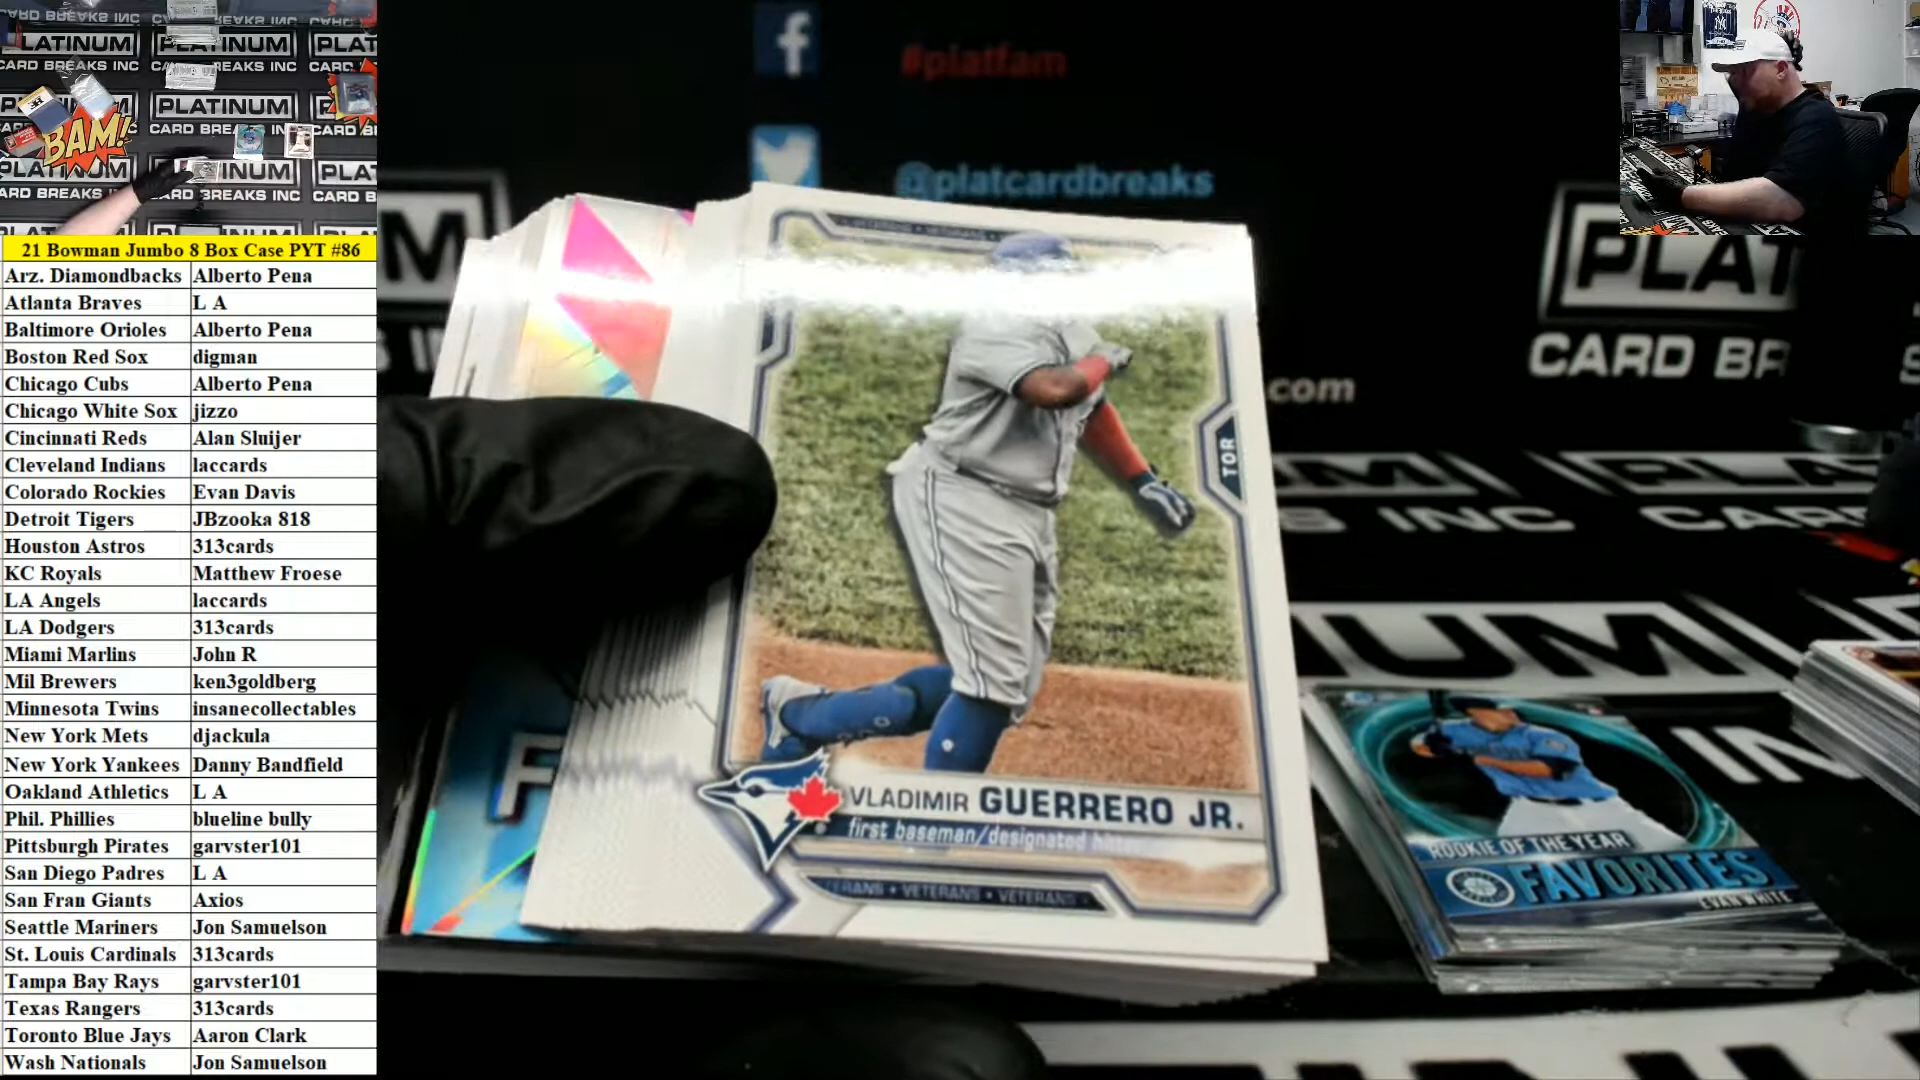 CARD BREAKS INC
PLATINUM
PLATINUM
PLAT
CARD BREAKS INC
CARD BREAKS INC
PLATINUM
BAM!
CARD BREAKS INC
CARD BREAKS INC
PLAT
#platfam
@platcardbreaks
.com
PLAT
CARD BR
21 Bowman Jumbo 8 Box Case PYT #86
Arz. Diamondbacks Alberto Pena
Atlanta Braves L A
Baltimore Orioles Alberto Pena
Boston Red Sox digman
Chicago Cubs Alberto Pena
Chicago White Sox jizzo
Cincinnati Reds Alan Sluijer
Cleveland Indians laccards
Colorado Rockies Evan Davis
Detroit Tigers JBzooka 818
Houston Astros 313cards
KC Royals Matthew Froese
LA Angels laccards
LA Dodgers 313cards
Miami Marlins John R
Mil Brewers ken3goldberg
Minnesota Twins insanecollectables
New York Mets djackula
New York Yankees Danny Bandfield
Oakland Athletics L A
Phil. Phillies blueline bully
Pittsburgh Pirates garvster101
San Diego Padres L A
San Fran Giants Axios
Seattle Mariners Jon Samuelson
St. Louis Cardinals 313cards
Tampa Bay Rays garvster101
Texas Rangers 313cards
Toronto Blue Jays Aaron Clark
Wash Nationals Jon Samuelson
TOR
VLADIMIR GUERRERO JR.
first baseman/designated
VETERANS • VETERANS
ROOKIE OF THE YEAR
FAVORITES
EVAN WHITE